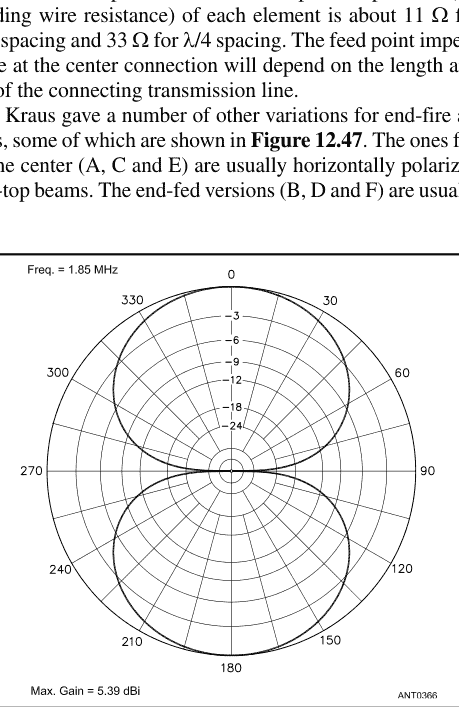 ding wire resistance) of each element is about 11 Ω f
spacing and 33 Ω for λ/4 spacing. The feed point impe
e at the center connection will depend on the length a
of the connecting transmission line.
Kraus gave a number of other variations for end-fire a
s, some of which are shown in Figure 12.47. The ones f
he center (A, C and E) are usually horizontally polariz
-top beams. The end-fed versions (B, D and F) are usual
Freq. = 1.85 MHz
0
330
30
-3
-6
-9
300
60
-12
-18
-24
270
90
240
120
210
150
180
Max. Gain = 5.39 dBi
ANT0366